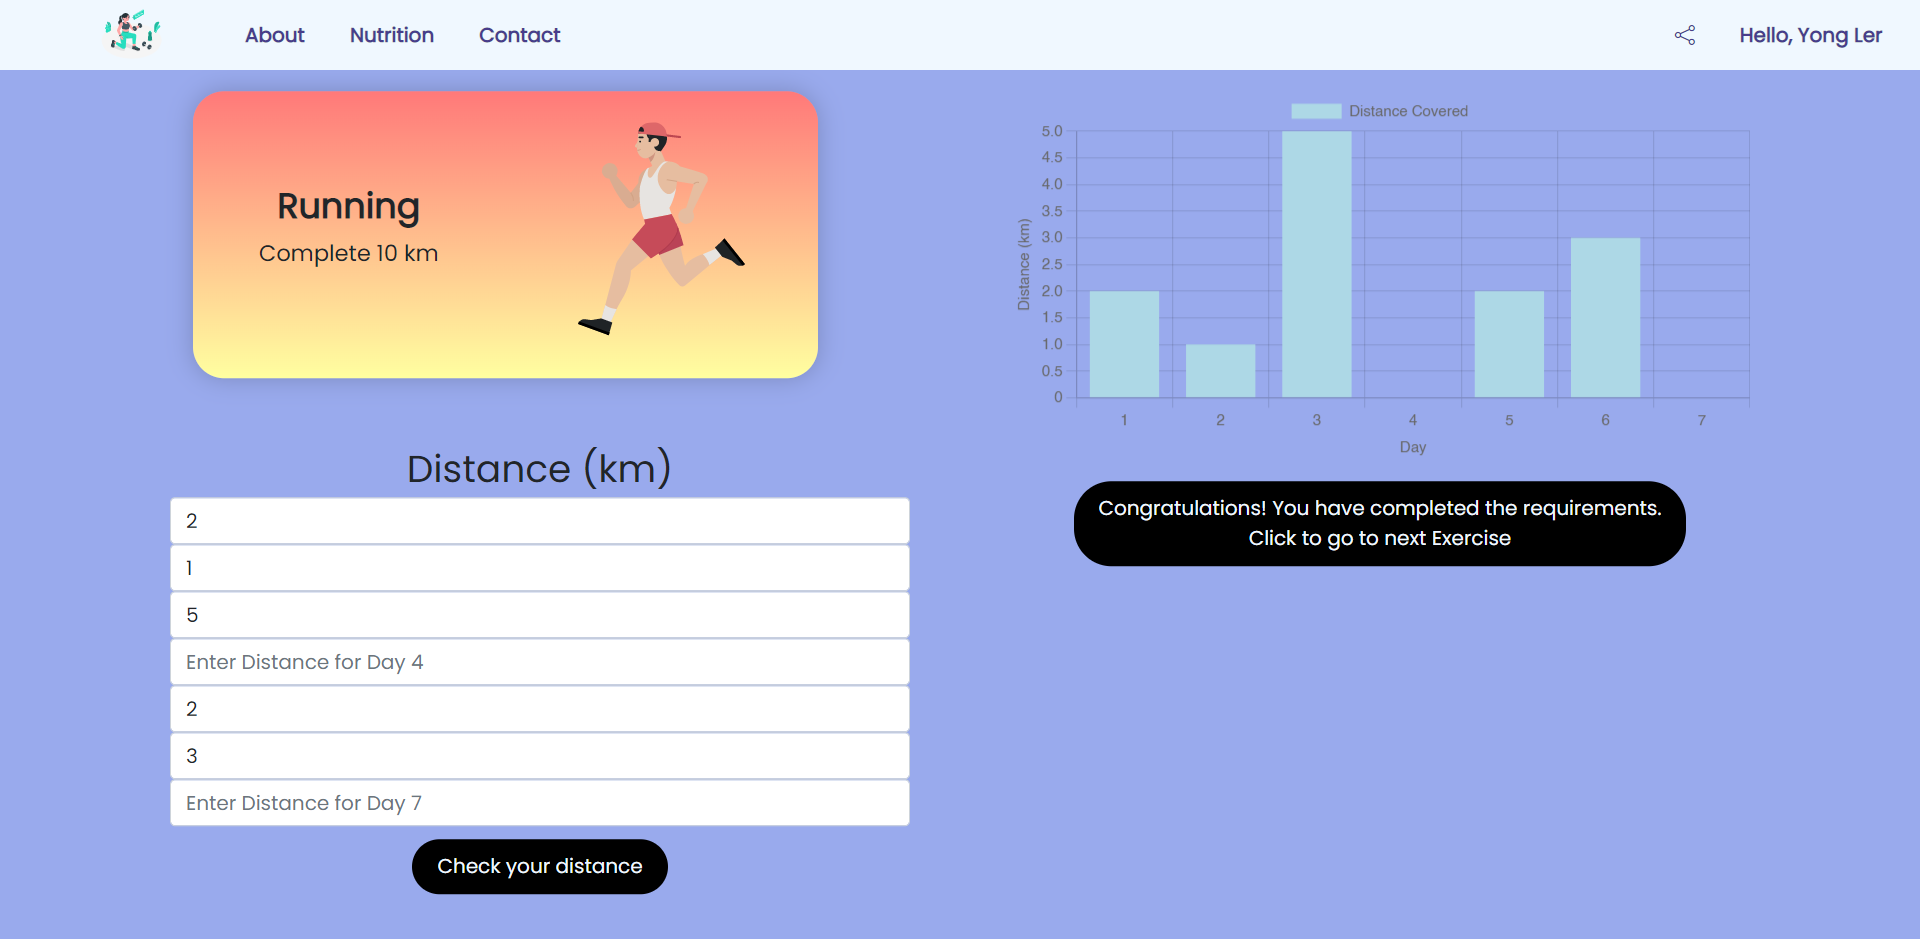 About
Nutrition
Contact
Hello, Yong Ler
Running
Complete 10 km
Distance (km)
2
1
5
Enter Distance for Day 4
2
3
Enter Distance for Day 7
Check your distance
Distance Covered
Distance (km)
5.0
4.5
4.0
3.5
3.0
2.5
2.0
1.5
1.0
0.5
0
1 2 3 4 5 6 7
Day
Congratulations! You have completed the requirements.
Click to go to next Exercise